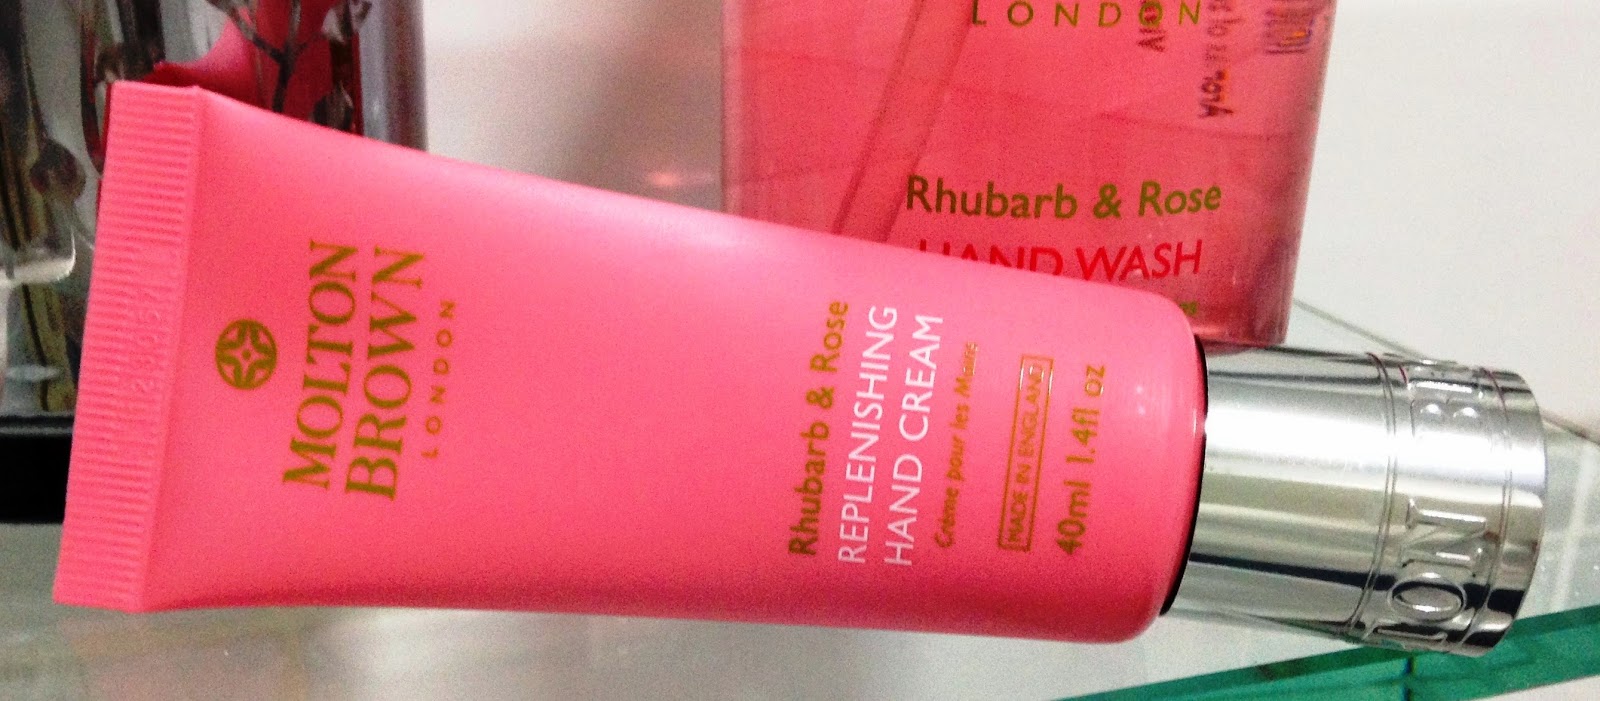 MOLTON
BROWN
LONDON
Rhubarb & Rose
REPLENISHING
HAND CREAM
Crème pour les Mains
MADE IN ENGLAND
40ml 1.4fl oz
LONDON
Rhubarb & Rose
HAND WASH